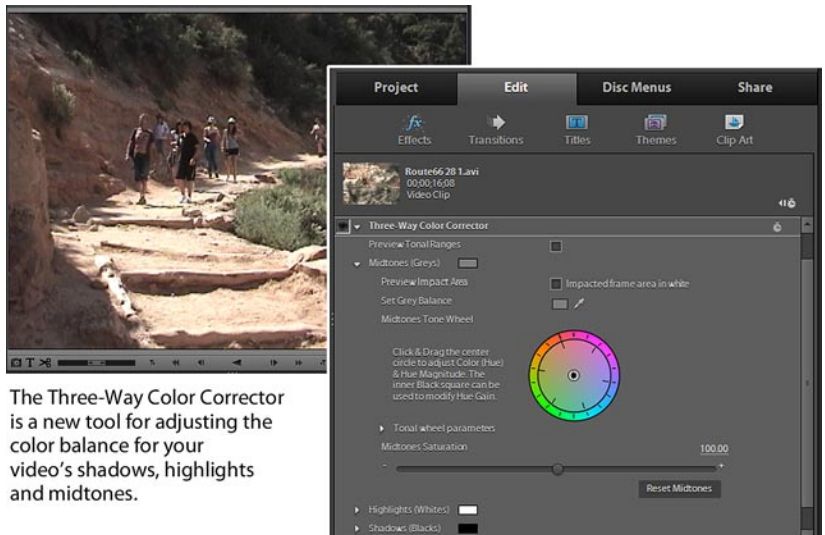 Project Edit Disc Menus Share
fx
Effects Transitions Titles Themes Clip Art
Route66 28 1.avi
00;00;16;08
Video Clip
Three-Way Color Corrector
Preview Tonal Ranges
Midtones (Greys)
Preview Impact Area Impacted frame area in white
Set Grey Balance
Midtones Tone Wheel
Click & Drag the center
circle to adjust Color (Hue)
& Hue Magnitude. The
inner Black square can be
used to modify Hue Gain.
Tonal wheel parameters
Midtones Saturation 100.00
- +
Reset Midtones
Highlights (Whites)
Shadows (Blacks)
The Three-Way Color Corrector
is a new tool for adjusting the
color balance for your
video's shadows, highlights
and midtones.